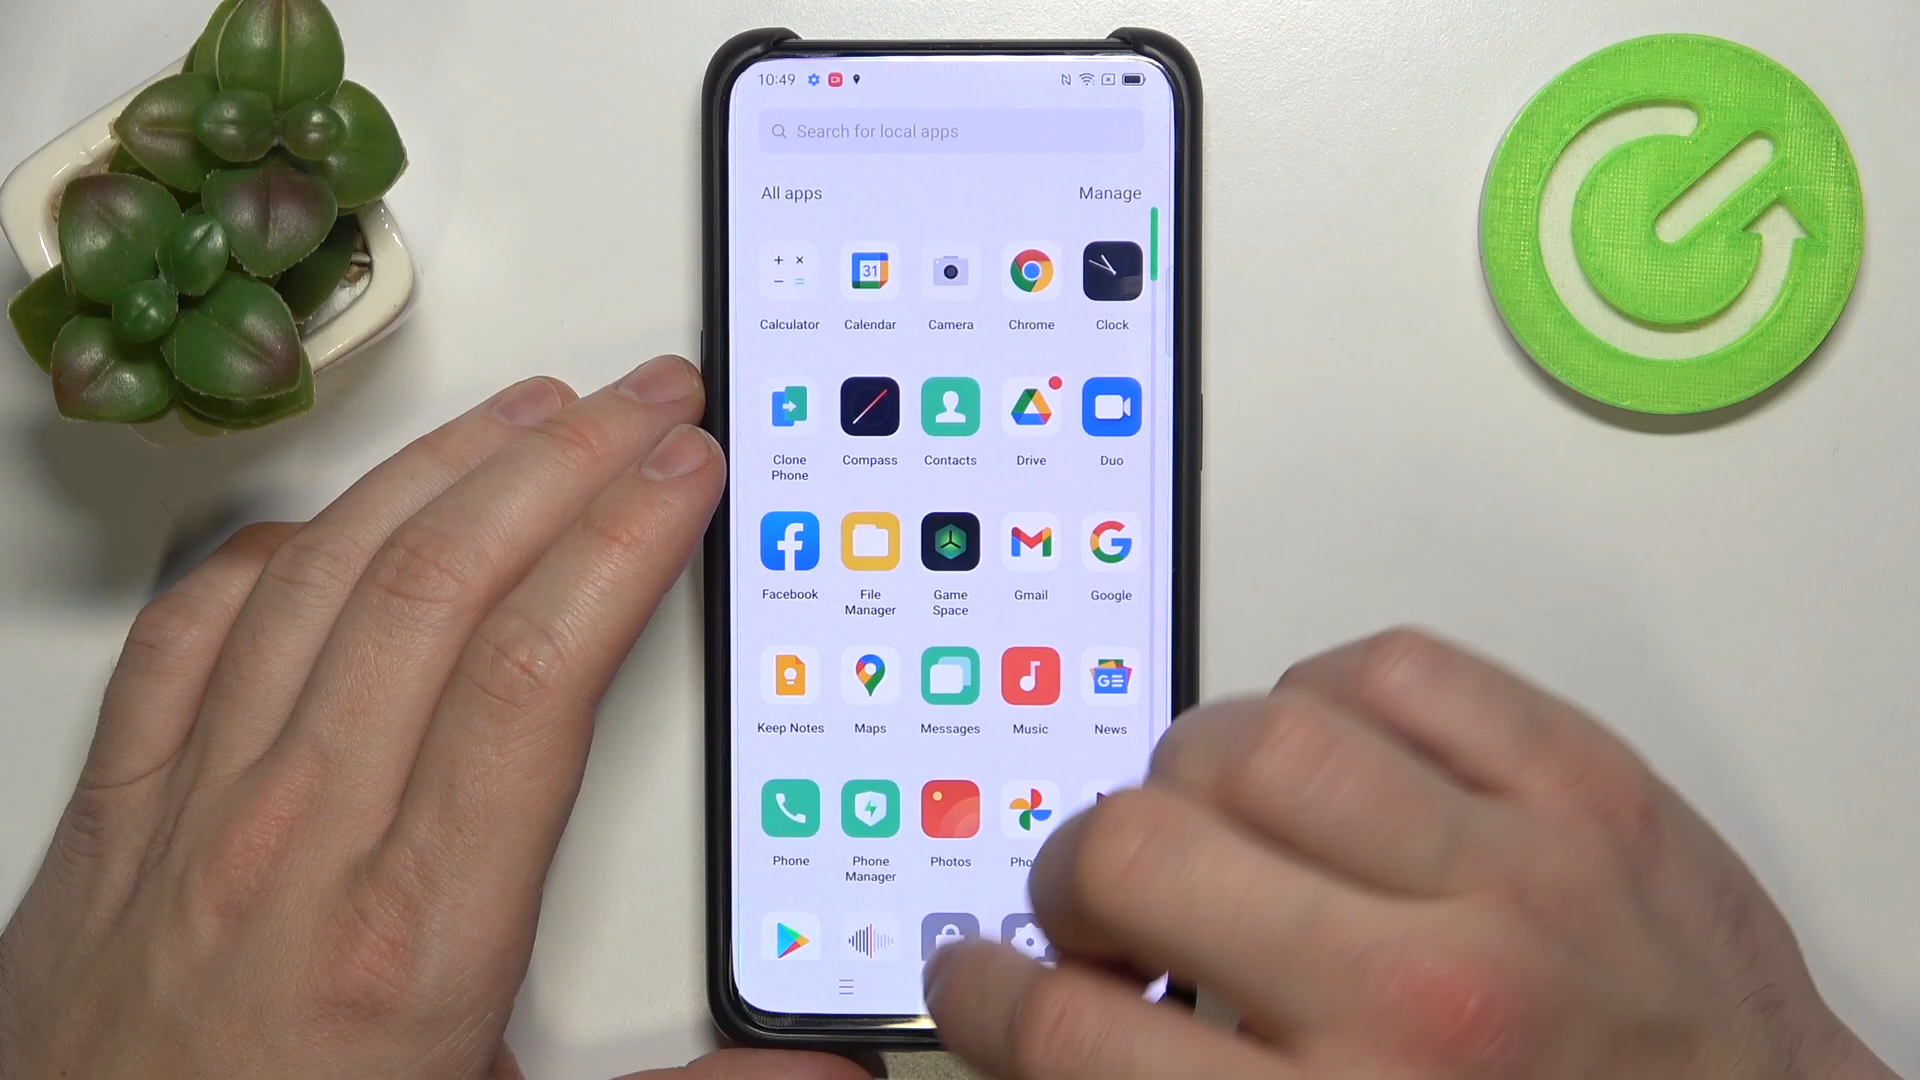 10:49
Search for local apps
All apps Manage
31
Calculator Calendar Camera Chrome Clock
Clone Phone Compass Contacts Drive Duo
Facebook File Manager Game Space Gmail Google
Keep Notes Maps Messages Music News
Phone Phone Manager Photos Pho